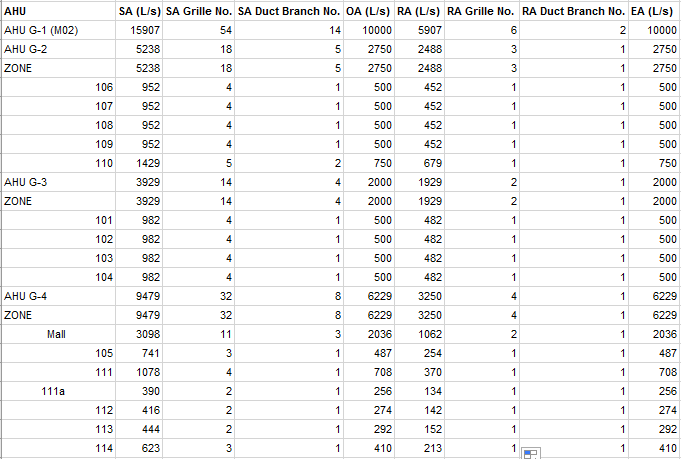 AHU SA (L/s) SA Grille No. SA Duct Branch No. OA (L/s) RA (L/s) RA Grille No. RA Duct Branch No. EA (L/s)
AHU G-1 (M02) 15907 54 14 10000 5907 6 2 10000
AHU G-2 5238 18 5 2750 2488 3 1 2750
ZONE 5238 18 5 2750 2488 3 1 2750
106 952 4 1 500 452 1 1 500
107 952 4 1 500 452 1 1 500
108 952 4 1 500 452 1 1 500
109 952 4 1 500 452 1 1 500
110 1429 5 2 750 679 1 1 750
AHU G-3 3929 14 4 2000 1929 2 1 2000
ZONE 3929 14 4 2000 1929 2 1 2000
101 982 4 1 500 482 1 1 500
102 982 4 1 500 482 1 1 500
103 982 4 1 500 482 1 1 500
104 982 4 1 500 482 1 1 500
AHU G-4 9479 32 8 6229 3250 4 1 6229
ZONE 9479 32 8 6229 3250 4 1 6229
Mall 3098 11 3 2036 1062 2 1 2036
105 741 3 1 487 254 1 1 487
111 1078 4 1 708 370 1 1 708
111a 390 2 1 256 134 1 1 256
112 416 2 1 274 142 1 1 274
113 444 2 1 292 152 1 1 292
114 623 3 1 410 213 1 1 410